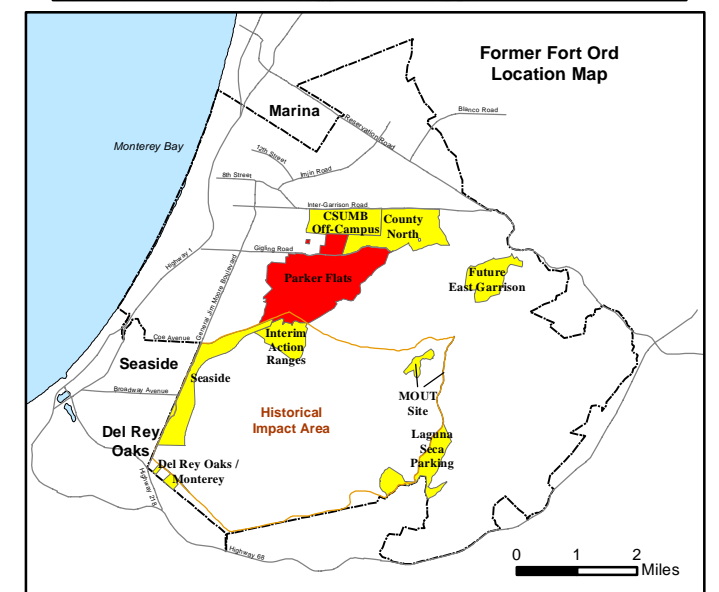 Former Fort Ord
Location Map
Marina
Blanco Road
Reservation Road
Monterey Bay
12th Street
Imjin Road
8th Street
Inter-Garrison Road
CSUMB
Off-Campus
County
North
Gigling Road
Highway 1
General Jim Moore Boulevard
Parker Flats
Future
East Garrison
Coe Avenue
Interim
Action
Ranges
Seaside
Seaside
Broadway Avenue
MOUT
Site
Historical
Impact Area
Del Rey
Oaks
Laguna
Seca
Parking
Del Rey Oaks /
Monterey
Highway 218
Highway 68
0 1 2
Miles